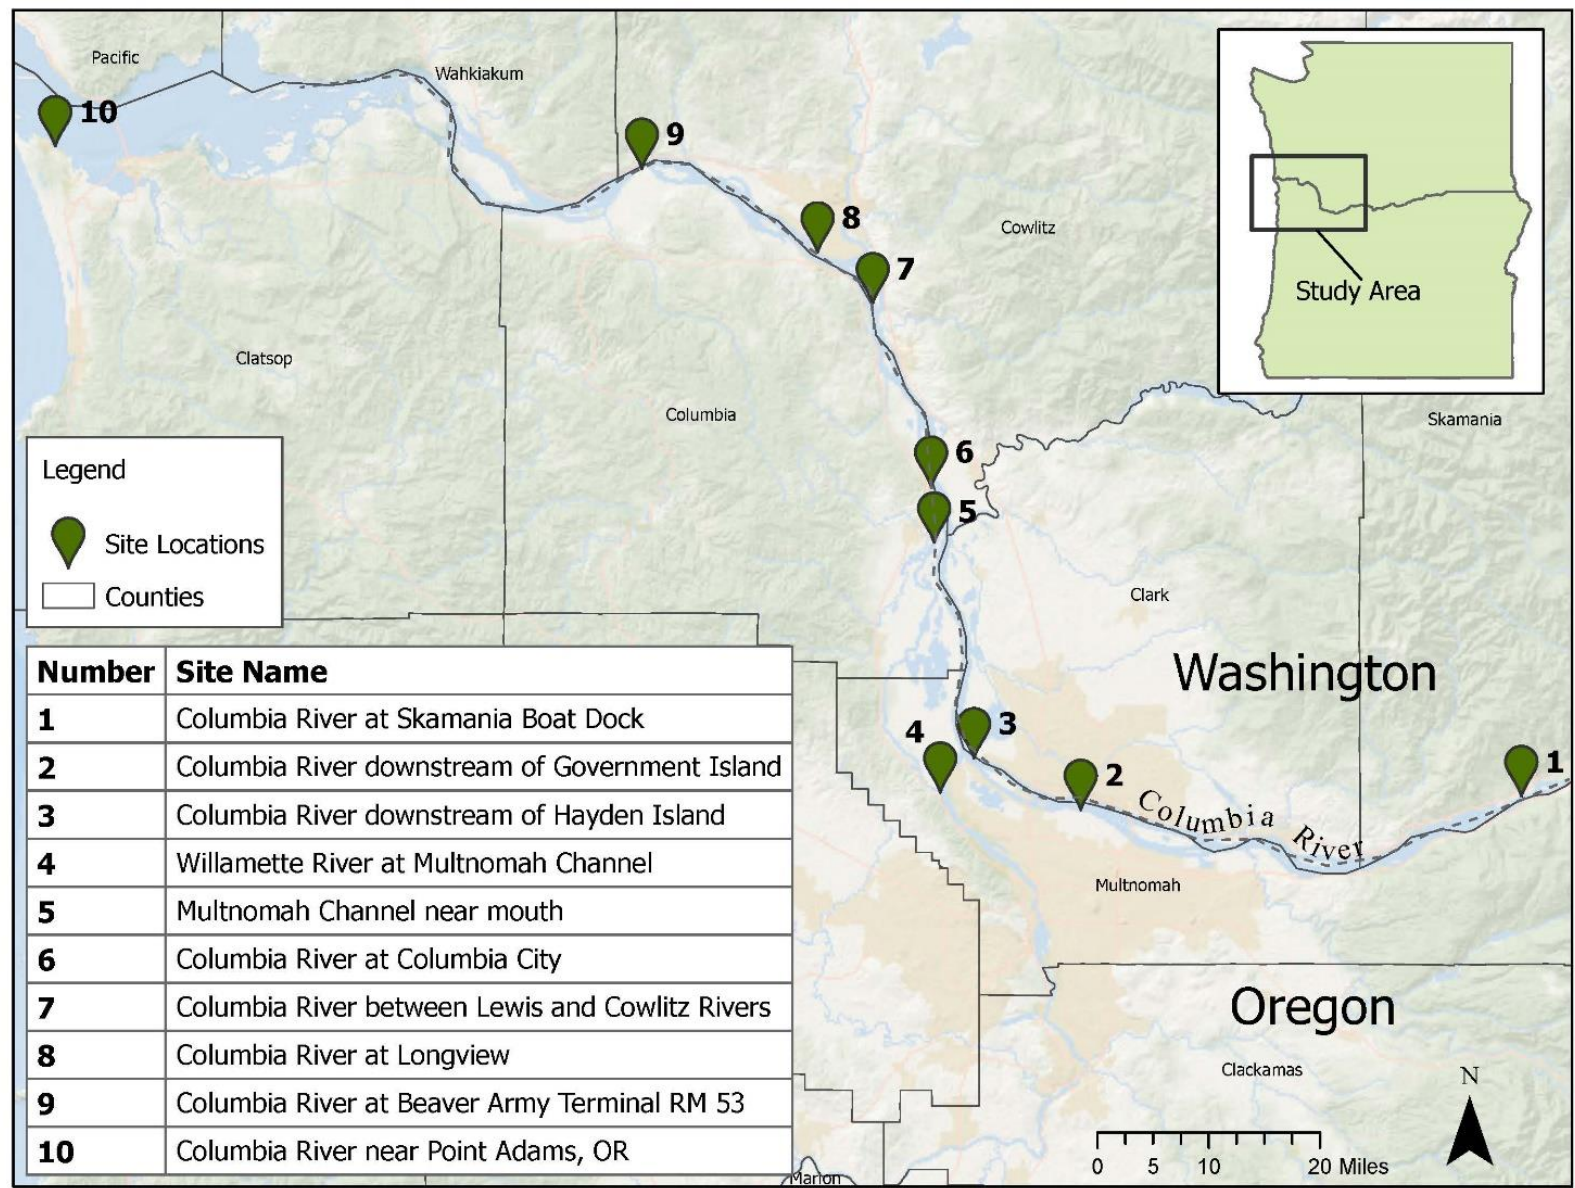 Pacific
Wahkiakum
10
9
8
Cowlitz
7
Study Area
Clatsop
Columbia
Skamania
6
5
Legend
Site Locations
Counties
Clark
Washington
4
3
2
1
Columbia River
Multnomah
Oregon
Clackamas
Marion
N
0 5 10 20 Miles
Number Site Name
1 Columbia River at Skamania Boat Dock
2 Columbia River downstream of Government Island
3 Columbia River downstream of Hayden Island
4 Willamette River at Multnomah Channel
5 Multnomah Channel near mouth
6 Columbia River at Columbia City
7 Columbia River between Lewis and Cowlitz Rivers
8 Columbia River at Longview
9 Columbia River at Beaver Army Terminal RM 53
10 Columbia River near Point Adams, OR